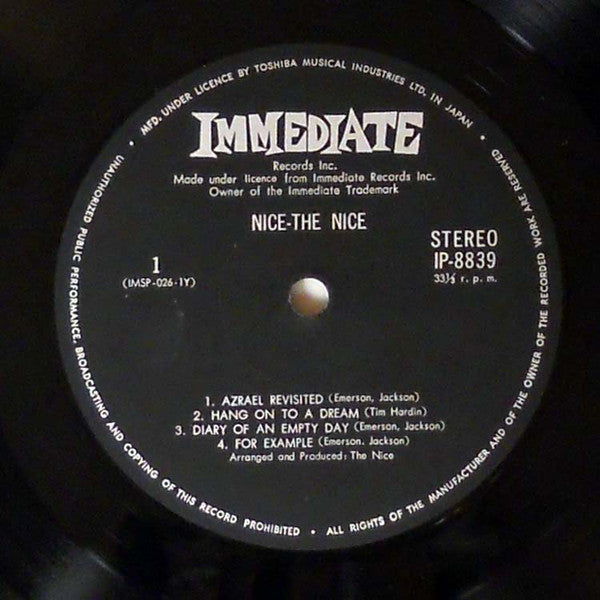 • MFD. UNDER LICENCE BY TOSHIBA MUSICAL INDUSTRIES LTD. IN JAPAN •
IMMEDIATE
Records Inc.
Made under licence from Immediate Records Inc.
Owner of the Immediate Trademark
NICE-THE NICE
STEREO
IP-8839
33⅓ r. p. m.
1
(IMSP-026-1Y)
1. AZRAEL REVISITED (Emerson, Jackson)
2. HANG ON TO A DREAM (Tim Hardin)
3. DIARY OF AN EMPTY DAY (Emerson, Jackson)
4. FOR EXAMPLE (Emerson. Jackson)
Arranged and Produced: The Nice
UNAUTHORIZED PUBLIC PERFORMANCE, BROADCASTING AND COPYING OF THIS RECORD PROHIBITED • ALL RIGHTS OF THE MANUFACTURER AND OF THE OWNER OF THE RECORDED WORK ARE RESERVED